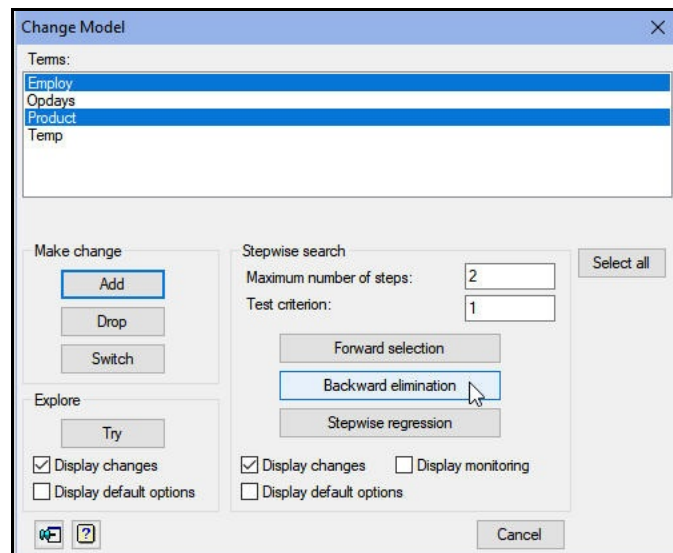 Change Model
Terms:
Employ
Opdays
Product
Temp
Make change
Add
Drop
Switch
Explore
Try
Display changes
Display default options
Stepwise search
Maximum number of steps: 2
Test criterion: 1
Forward selection
Backward elimination
Stepwise regression
Display changes Display monitoring
Display default options
Select all
?
Cancel